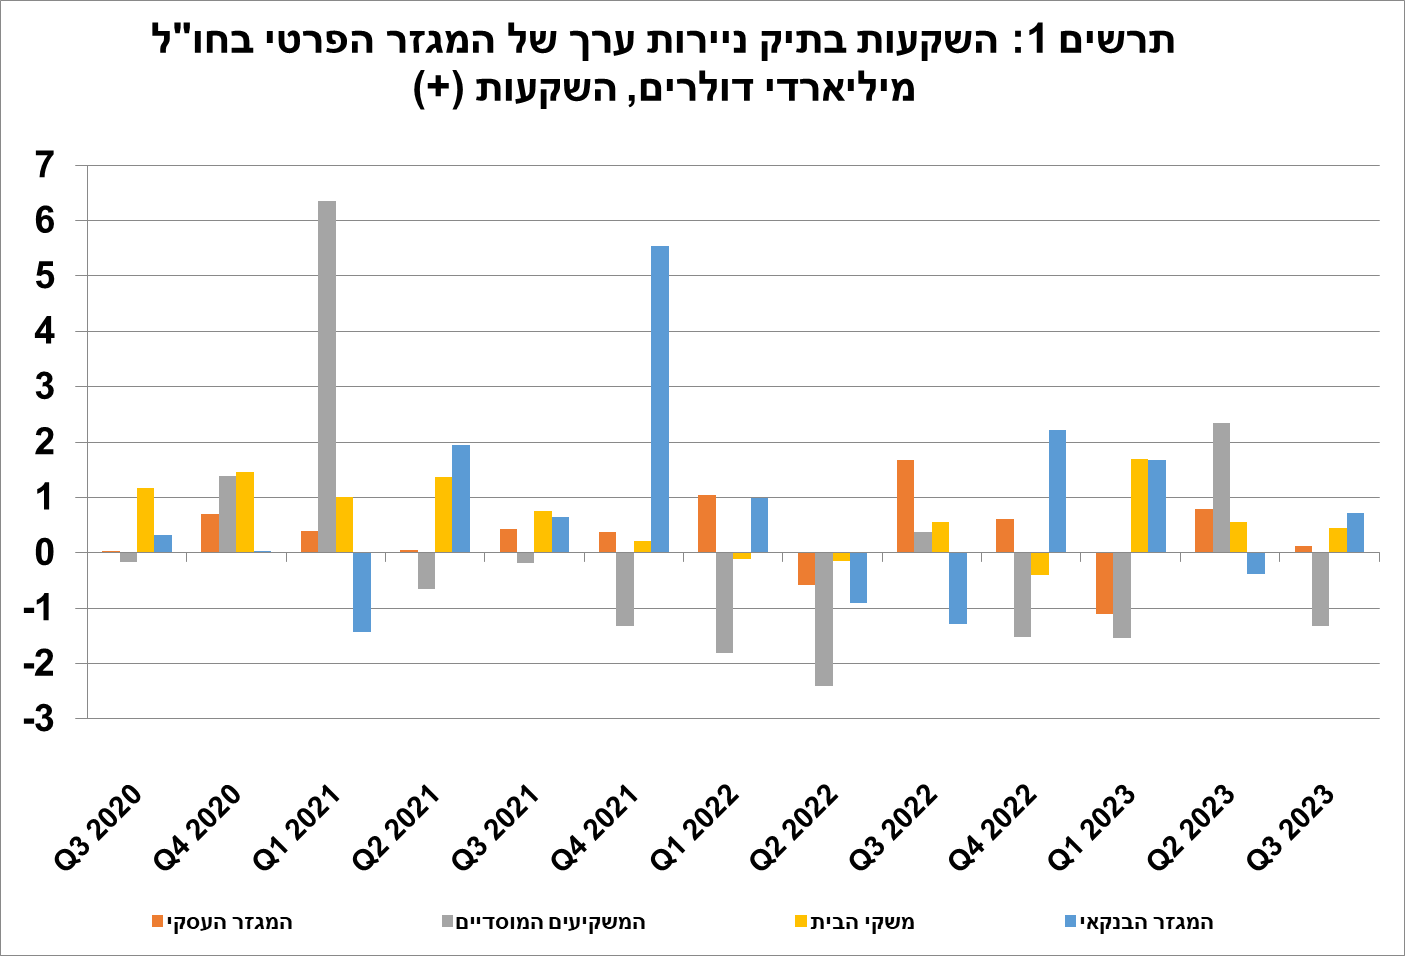 תרשים 1: השקעות בתיק ניירות ערך של המגזר הפרטי בחו"ל
מיליארדי דולרים, השקעות (+)
7
6
5
4
3
2
1
0
-1
-2
-3
Q3 2020
Q4 2020
Q1 2021
Q2 2021
Q3 2021
Q4 2021
Q1 2022
Q2 2022
Q3 2022
Q4 2022
Q1 2023
Q2 2023
Q3 2023
המגזר העסקי
המשקיעים המוסדיים
משקי הבית
המגזר הבנקאי